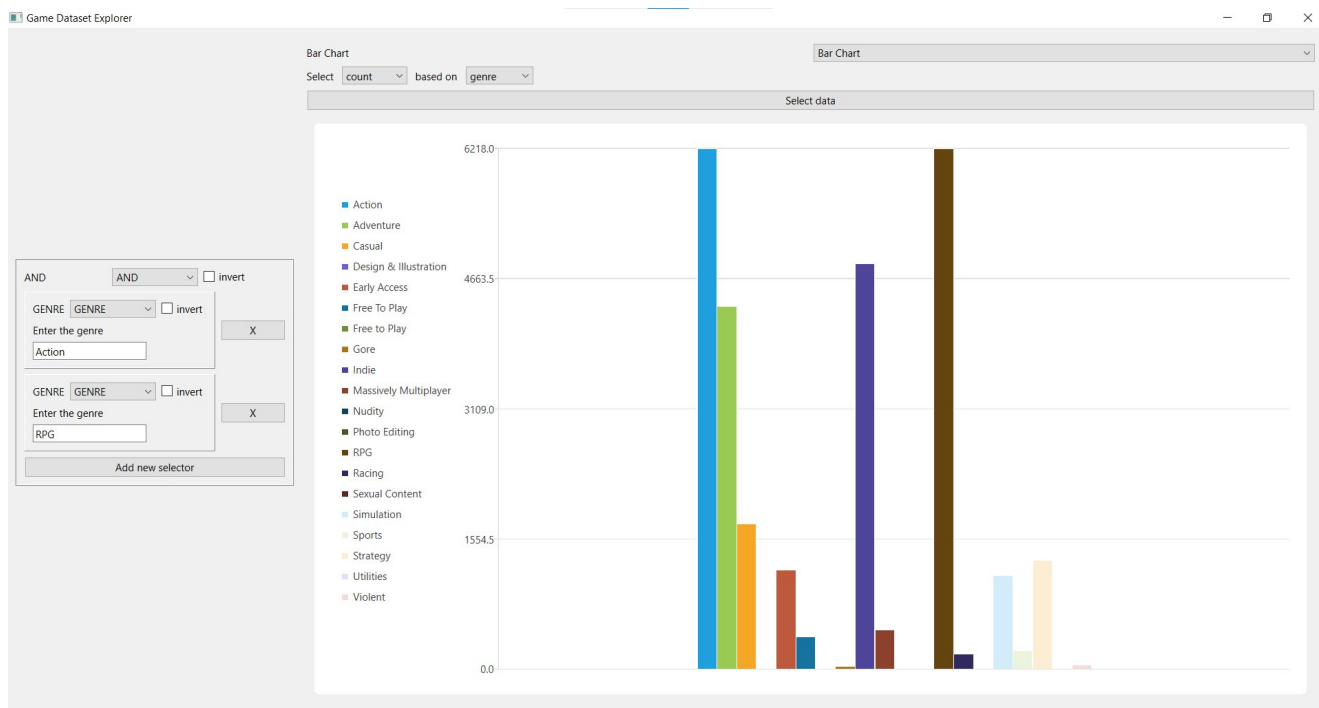 Game Dataset Explorer
Bar Chart Bar Chart
Select count based on genre
Select data
AND AND invert
GENRE GENRE invert
Enter the genre X
Action
GENRE GENRE invert
Enter the genre X
RPG
Add new selector
Action
Adventure
Casual
Design & Illustration
Early Access
Free To Play
Free to Play
Gore
Indie
Massively Multiplayer
Nudity
Photo Editing
RPG
Racing
Sexual Content
Simulation
Sports
Strategy
Utilities
Violent
6218.0
4663.5
3109.0
1554.5
0.0